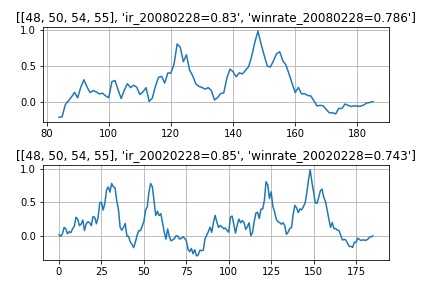 [[48, 50, 54, 55], 'ir_20080228=0.83', 'winrate_20080228=0.786']
1.0
0.5
0.0
80 100 120 140 160 180
[[48, 50, 54, 55], 'ir_20020228=0.85', 'winrate_20020228=0.743']
1.0
0.5
0.0
0 25 50 75 100 125 150 175